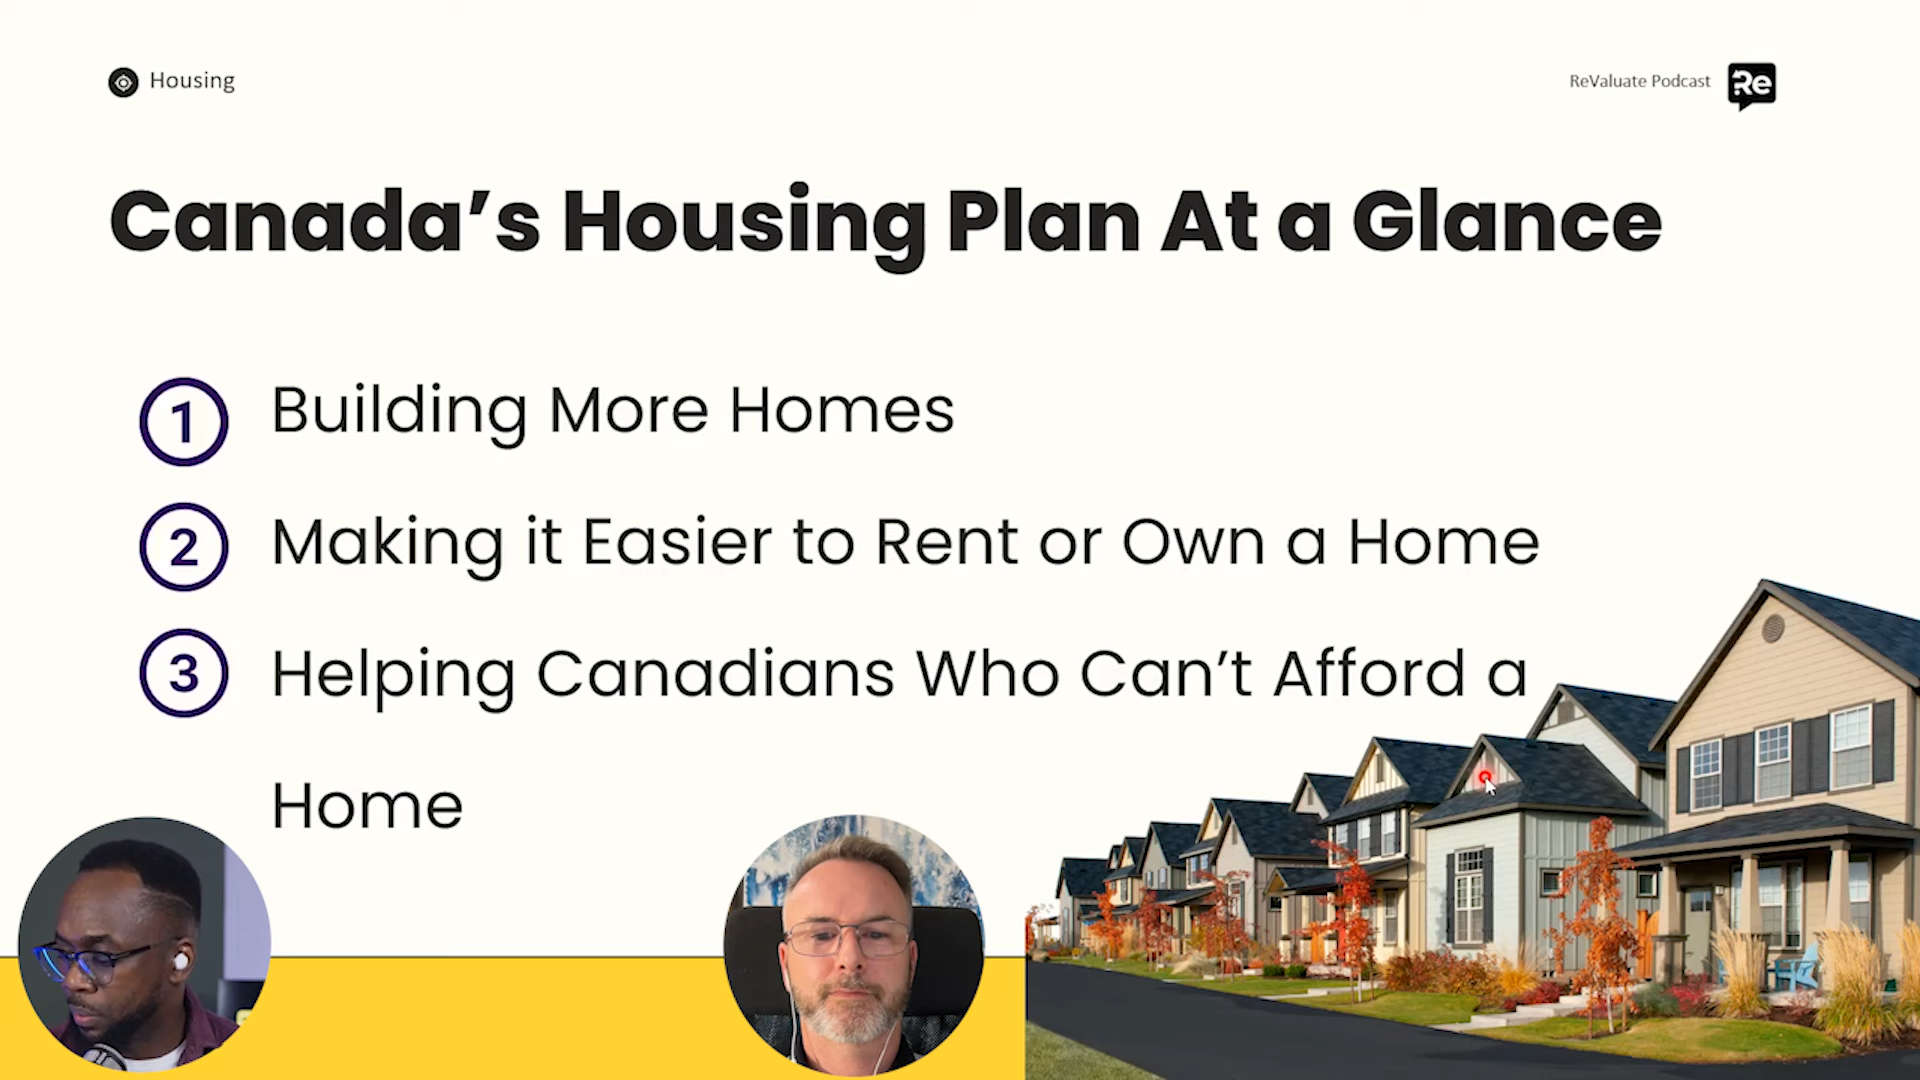 Housing
ReValuate Podcast
Re
Canada’s Housing Plan At a Glance
1 Building More Homes
2 Making it Easier to Rent or Own a Home
3 Helping Canadians Who Can’t Afford a
Home